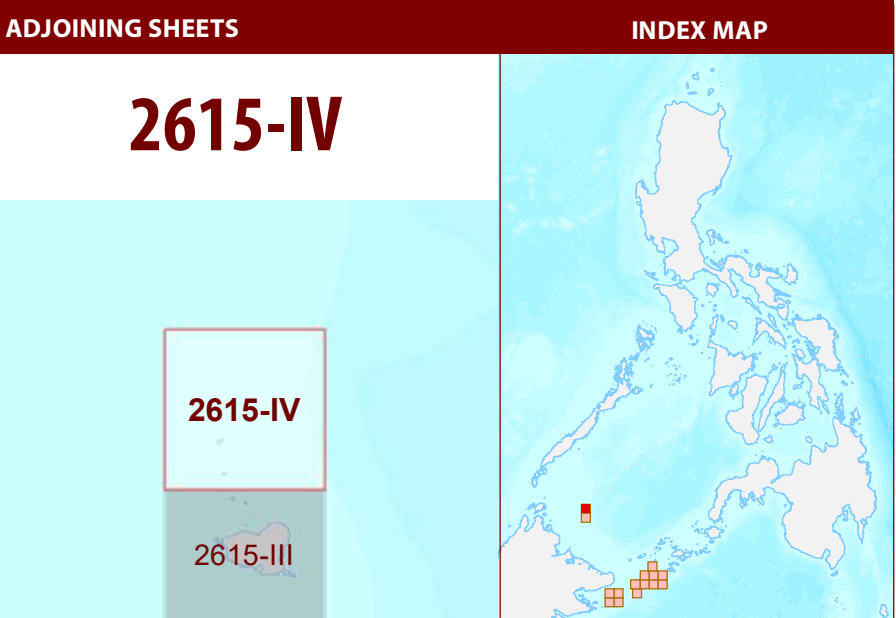 ADJOINING SHEETS
INDEX MAP
2615-IV
2615-IV
2615-III